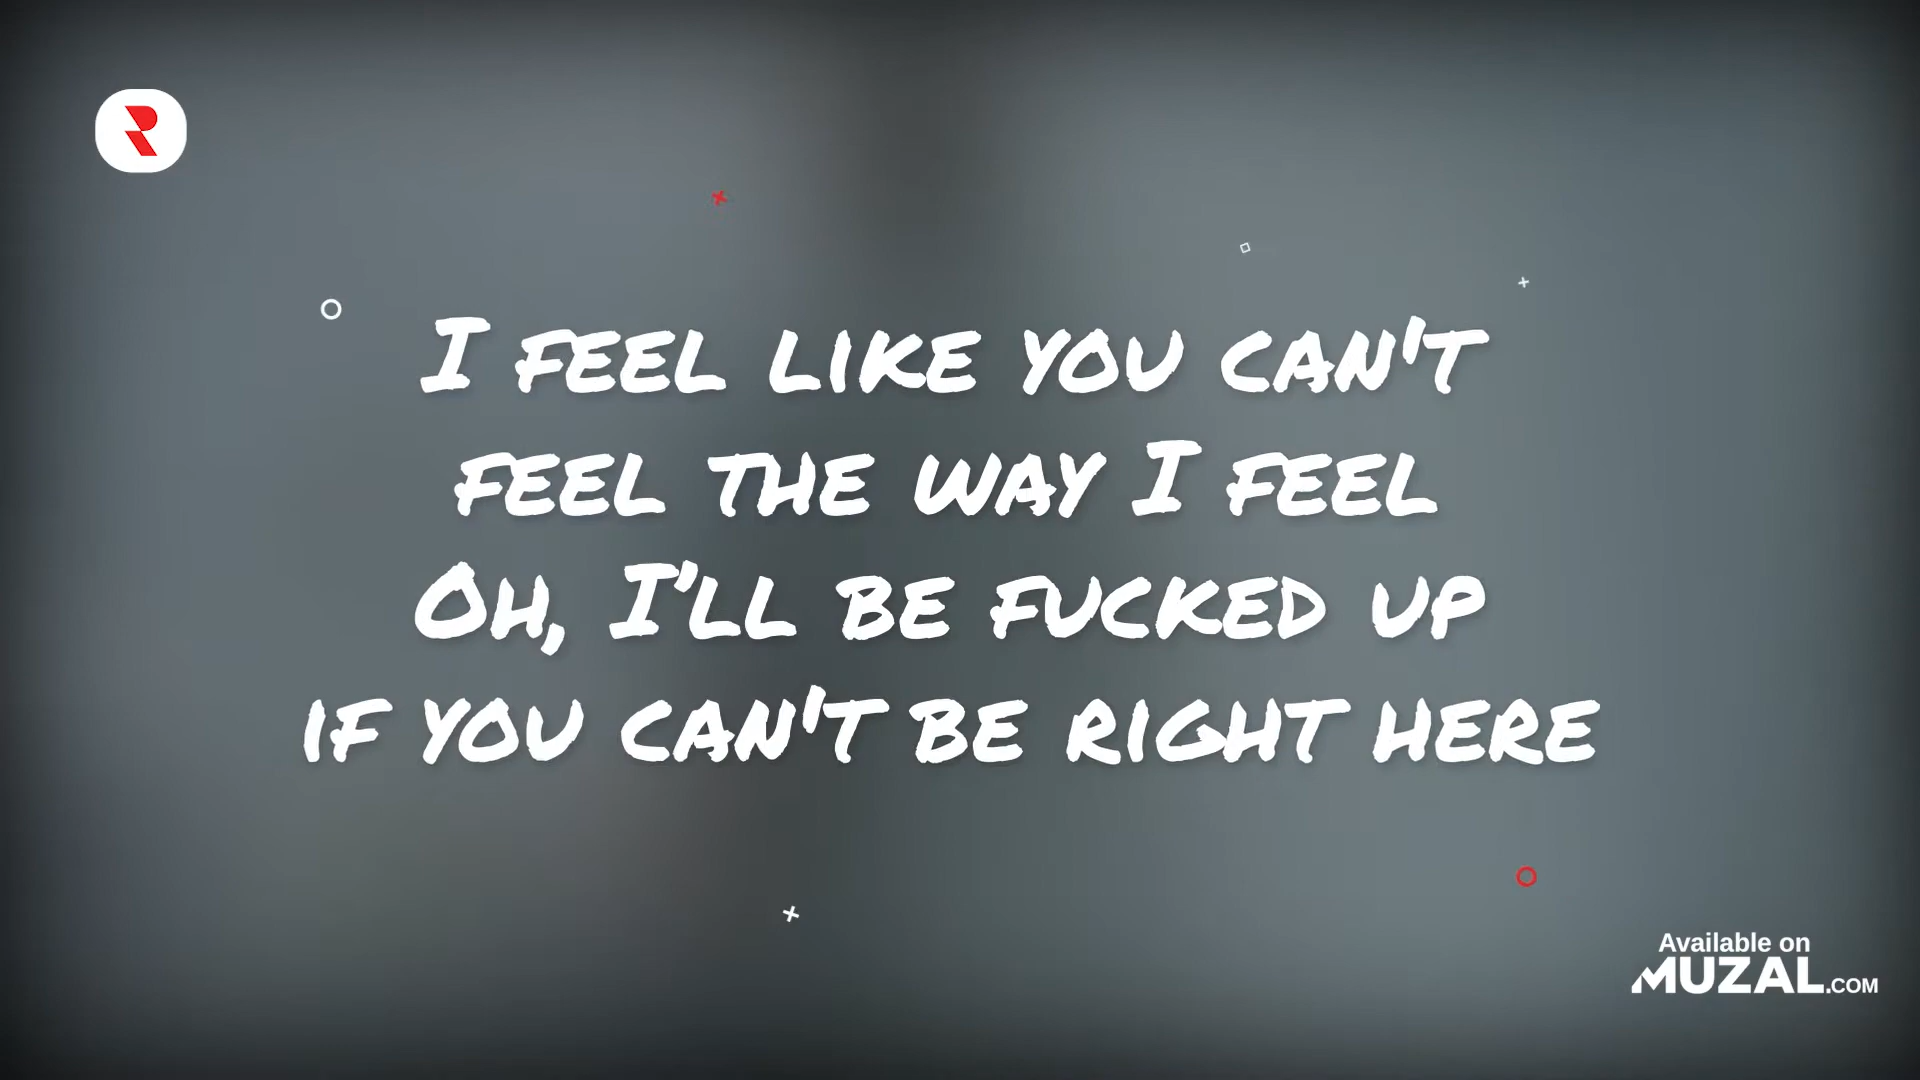 I FEEL LIKE YOU CAN'T
FEEL THE WAY I FEEL
OH, I'LL BE FUCKED UP
IF YOU CAN'T BE RIGHT HERE
Available on
MUZAL.COM